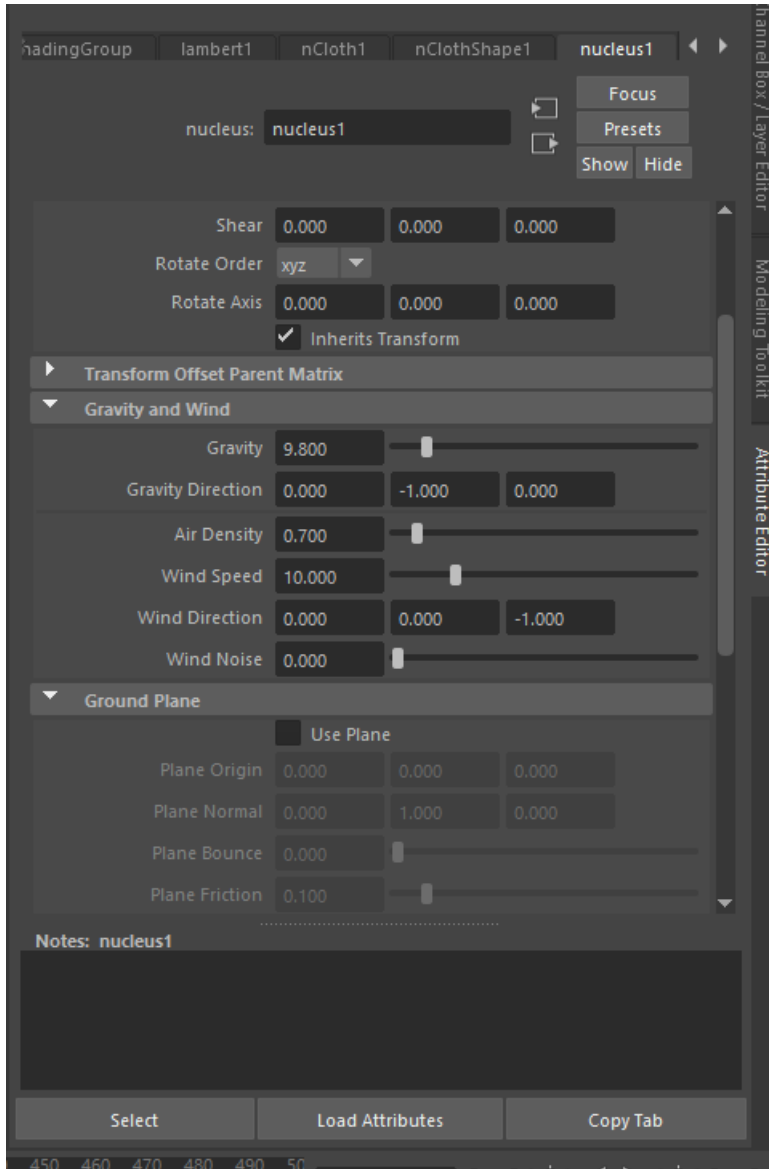 hadingGroup lambert1 nCloth1 nClothShape1 nucleus1
Focus
nucleus: nucleus1
Presets
Show Hide
Shear 0.000 0.000 0.000
Rotate Order xyz
Rotate Axis 0.000 0.000 0.000
Inherits Transform
Transform Offset Parent Matrix
Gravity and Wind
Gravity 9.800
Gravity Direction 0.000 -1.000 0.000
Air Density 0.700
Wind Speed 10.000
Wind Direction 0.000 0.000 -1.000
Wind Noise 0.000
Ground Plane
Use Plane
Plane Origin 0.000 0.000 0.000
Plane Normal 0.000 1.000 0.000
Plane Bounce 0.000
Plane Friction 0.100
Notes: nucleus1
Select Load Attributes Copy Tab
450 460 470 480 490 50
hannel Box / Layer Editor
Modeling Toolkit
Attribute Editor